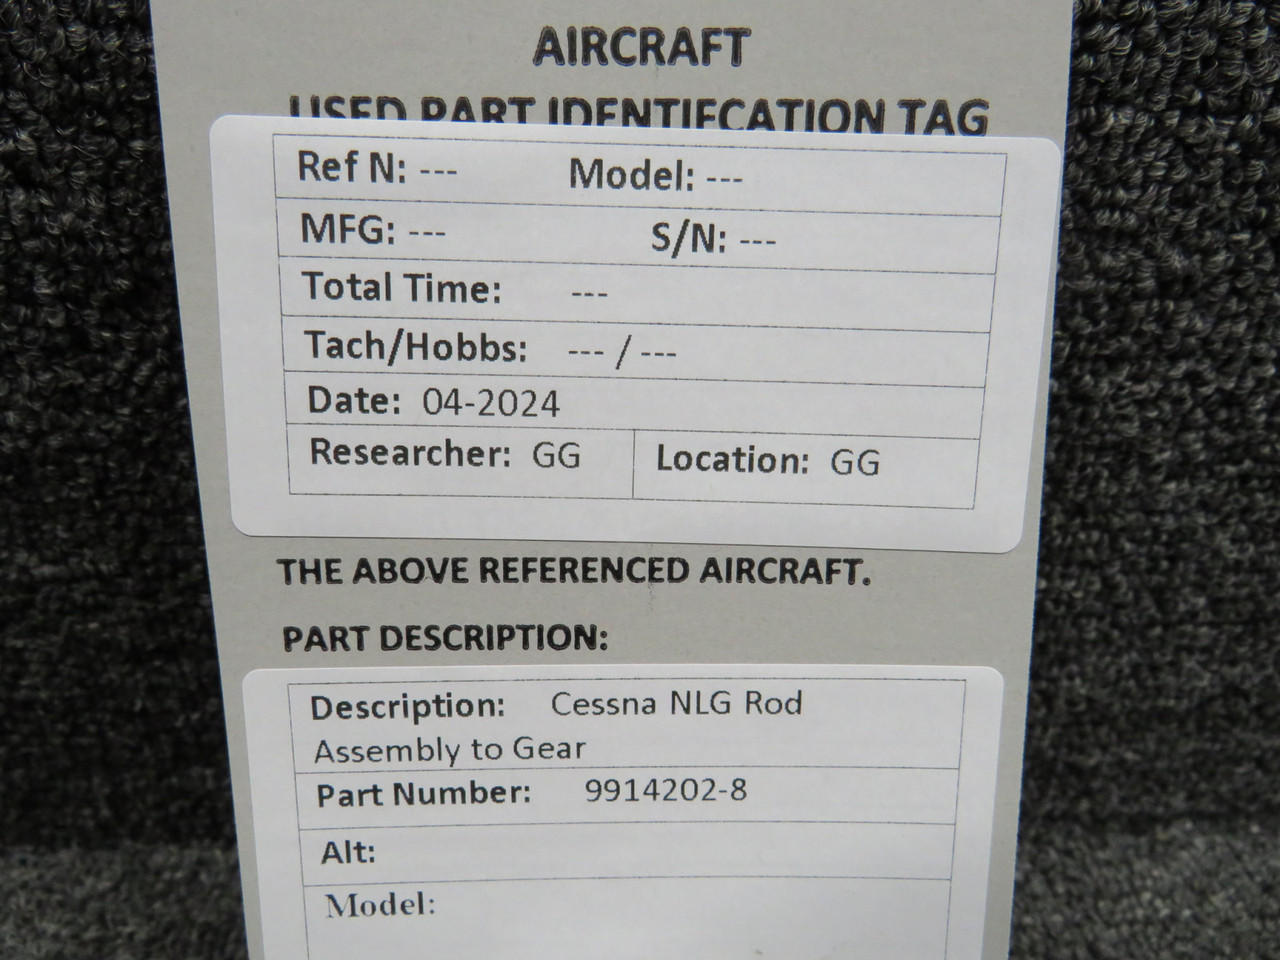 AIRCRAFT
USED PART IDENTIFCATION TAG
Ref N: --- Model: ---
MFG: --- S/N: ---
Total Time: ---
Tach/Hobbs: --- / ---
Date: 04-2024
Researcher: GG Location: GG
THE ABOVE REFERENCED AIRCRAFT.
PART DESCRIPTION:
Description: Cessna NLG Rod
Assembly to Gear
Part Number: 9914202-8
Alt:
Model: